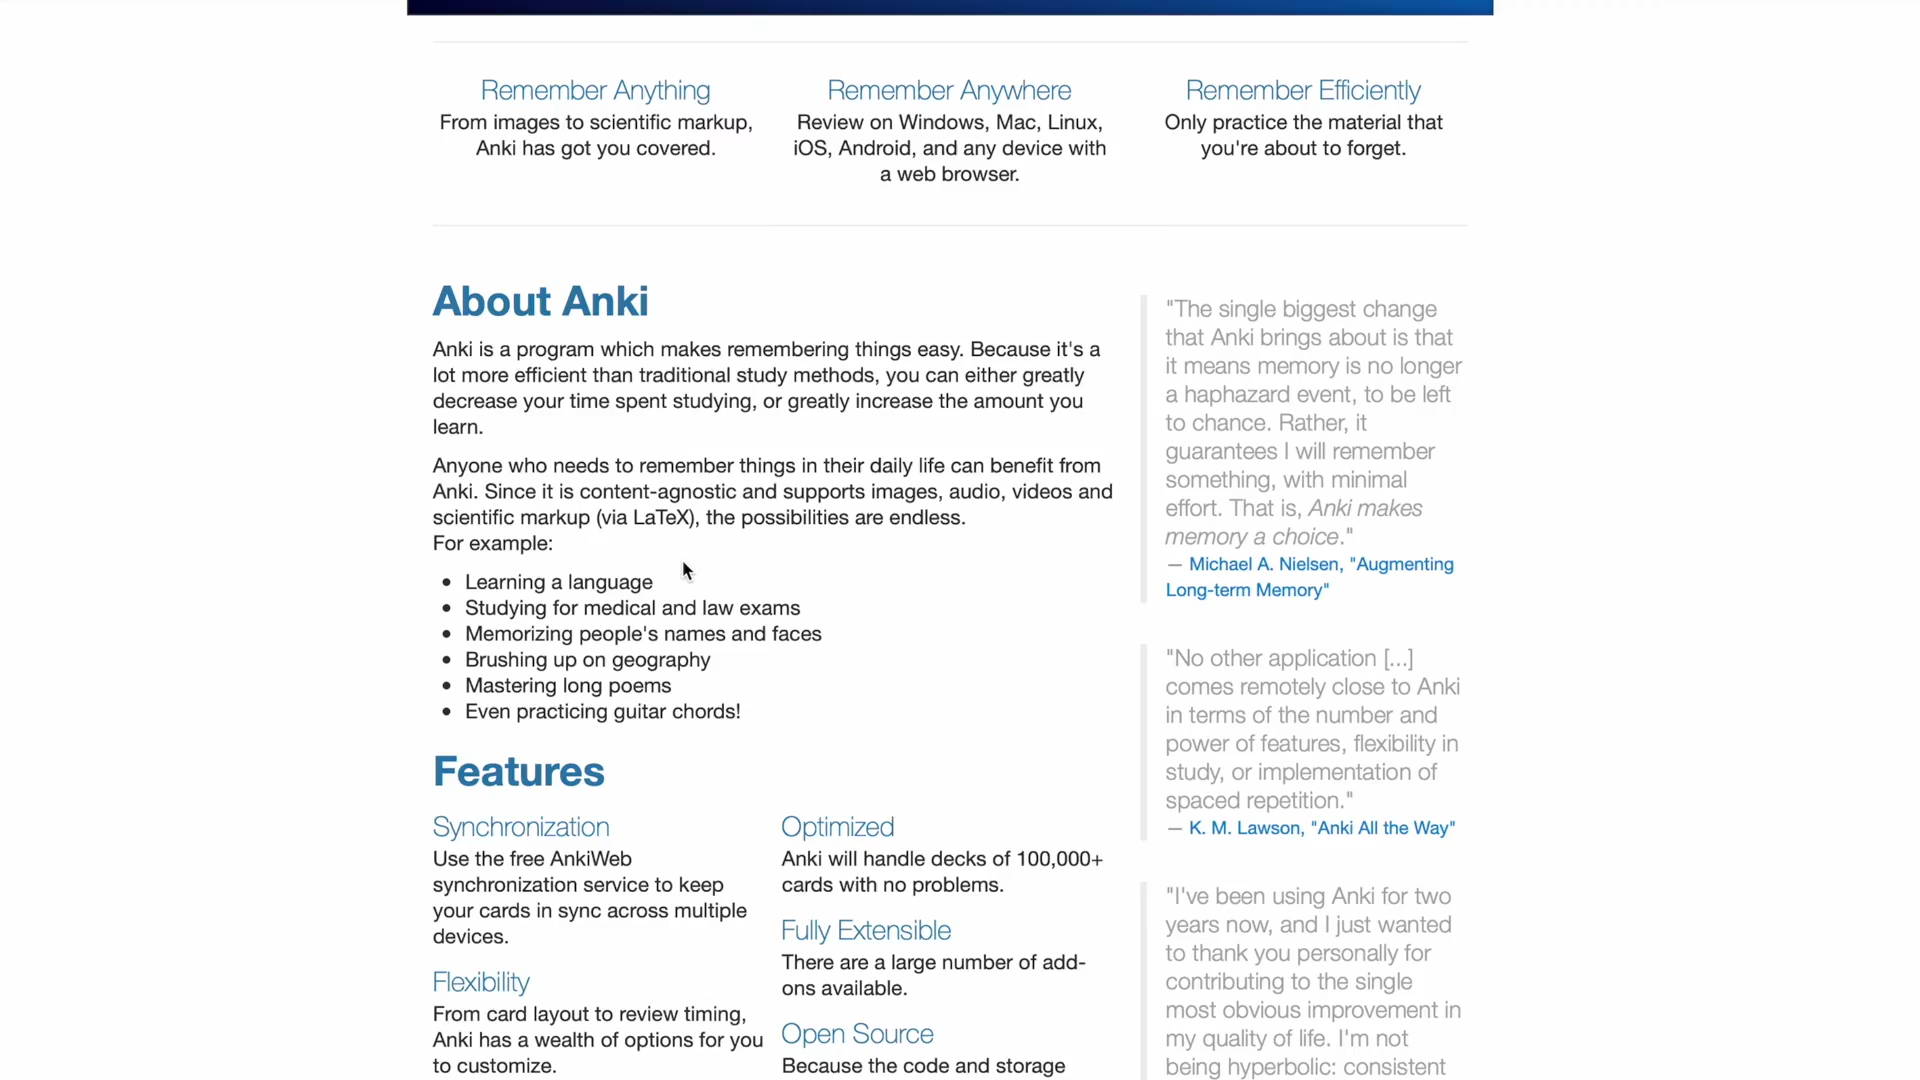 Remember Anything
From images to scientific markup,
Anki has got you covered.
Remember Anywhere
Review on Windows, Mac, Linux,
iOS, Android, and any device with
a web browser.
Remember Efficiently
Only practice the material that
you're about to forget.
About Anki
Anki is a program which makes remembering things easy. Because it's a
lot more efficient than traditional study methods, you can either greatly
decrease your time spent studying, or greatly increase the amount you
learn.
Anyone who needs to remember things in their daily life can benefit from
Anki. Since it is content-agnostic and supports images, audio, videos and
scientific markup (via LaTeX), the possibilities are endless.
For example:
• Learning a language
• Studying for medical and law exams
• Memorizing people's names and faces
• Brushing up on geography
• Mastering long poems
• Even practicing guitar chords!
Features
Synchronization
Use the free AnkiWeb
synchronization service to keep
your cards in sync across multiple
devices.
Flexibility
From card layout to review timing,
Anki has a wealth of options for you
to customize.
Optimized
Anki will handle decks of 100,000+
cards with no problems.
Fully Extensible
There are a large number of add-
ons available.
Open Source
Because the code and storage
"The single biggest change
that Anki brings about is that
it means memory is no longer
a haphazard event, to be left
to chance. Rather, it
guarantees I will remember
something, with minimal
effort. That is, Anki makes
memory a choice."
— Michael A. Nielsen, "Augmenting
Long-term Memory"
"No other application [...]
comes remotely close to Anki
in terms of the number and
power of features, flexibility in
study, or implementation of
spaced repetition."
— K. M. Lawson, "Anki All the Way"
"I've been using Anki for two
years now, and I just wanted
to thank you personally for
contributing to the single
most obvious improvement in
my quality of life. I'm not
being hyperbolic: consistent